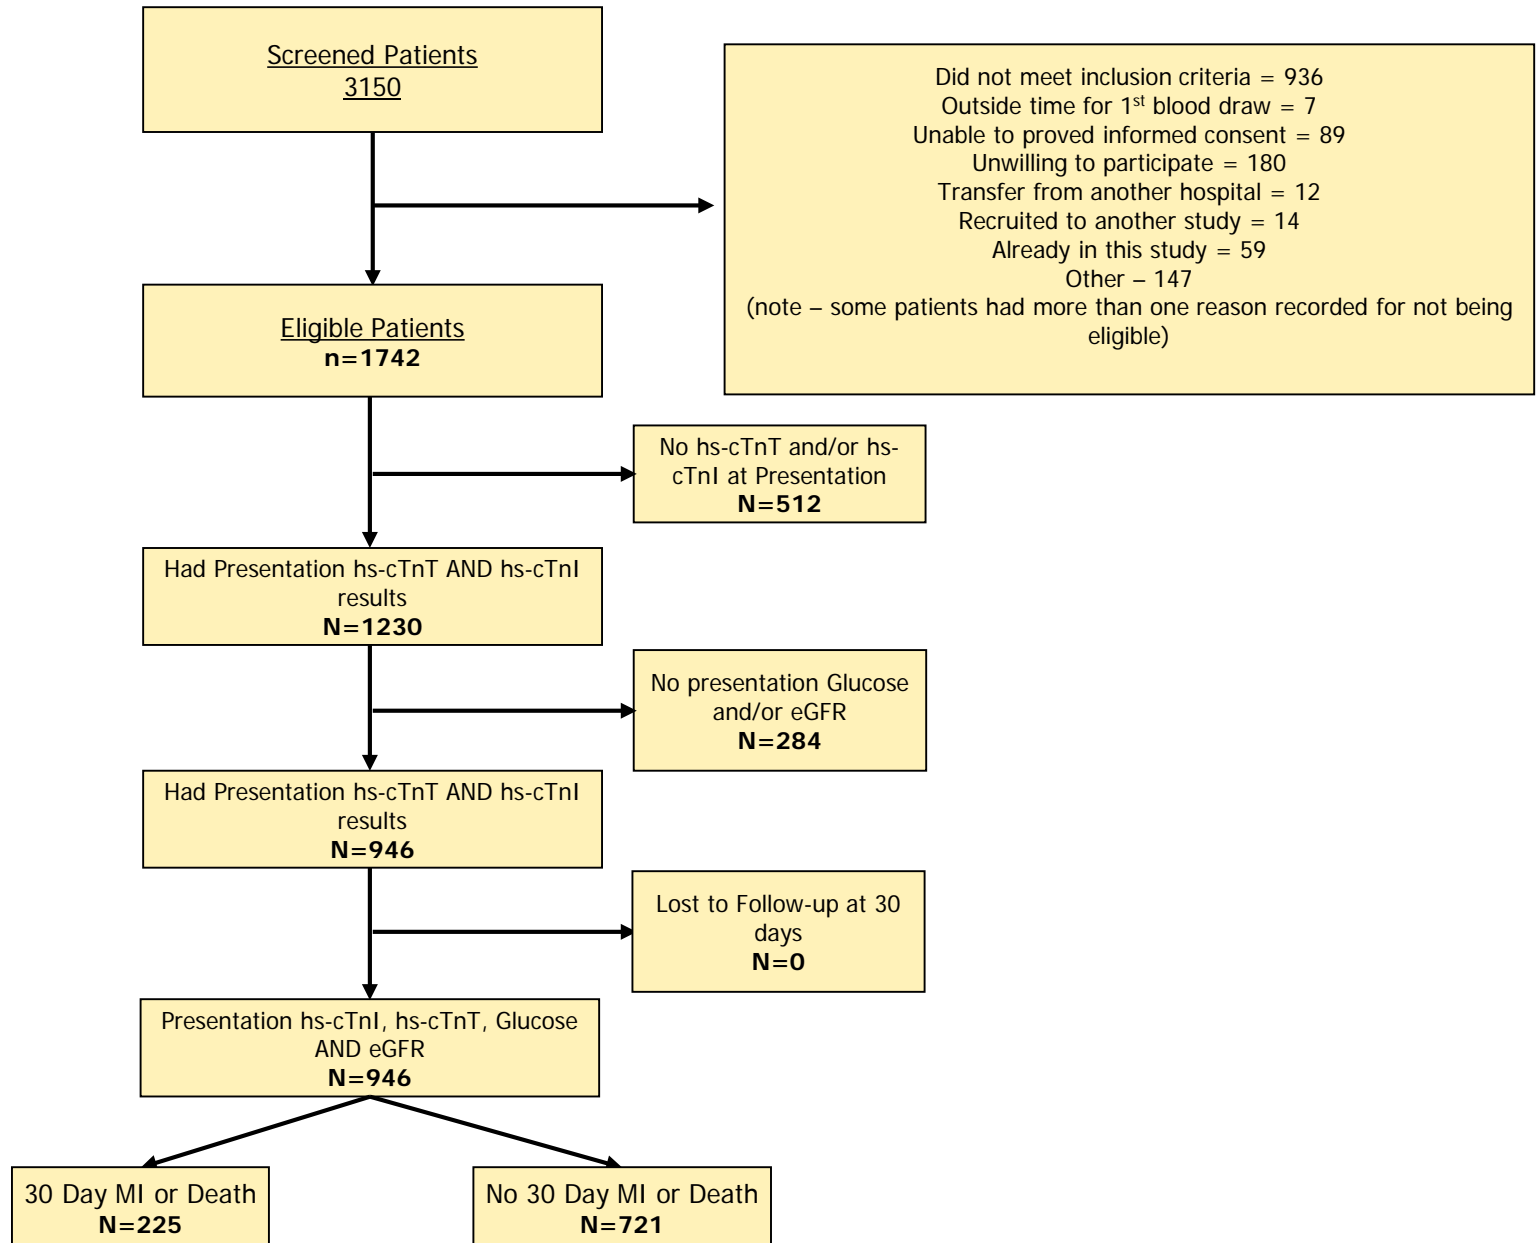 Screened Patients
3150
Did not meet inclusion criteria = 936
Outside time for 1st blood draw = 7
Unable to proved informed consent = 89
Unwilling to participate = 180
Transfer from another hospital = 12
Recruited to another study = 14
Already in this study = 59
Other – 147
(note – some patients had more than one reason recorded for not being
eligible)
Eligible Patients
n=1742
No hs-cTnT and/or hs-
cTnI at Presentation
N=512
Had Presentation hs-cTnT AND hs-cTnI
results
N=1230
No presentation Glucose
and/or eGFR
N=284
Had Presentation hs-cTnT AND hs-cTnI
results
N=946
Lost to Follow-up at 30
days
N=0
Presentation hs-cTnI, hs-cTnT, Glucose
AND eGFR
N=946
30 Day MI or Death
N=225
No 30 Day MI or Death
N=721